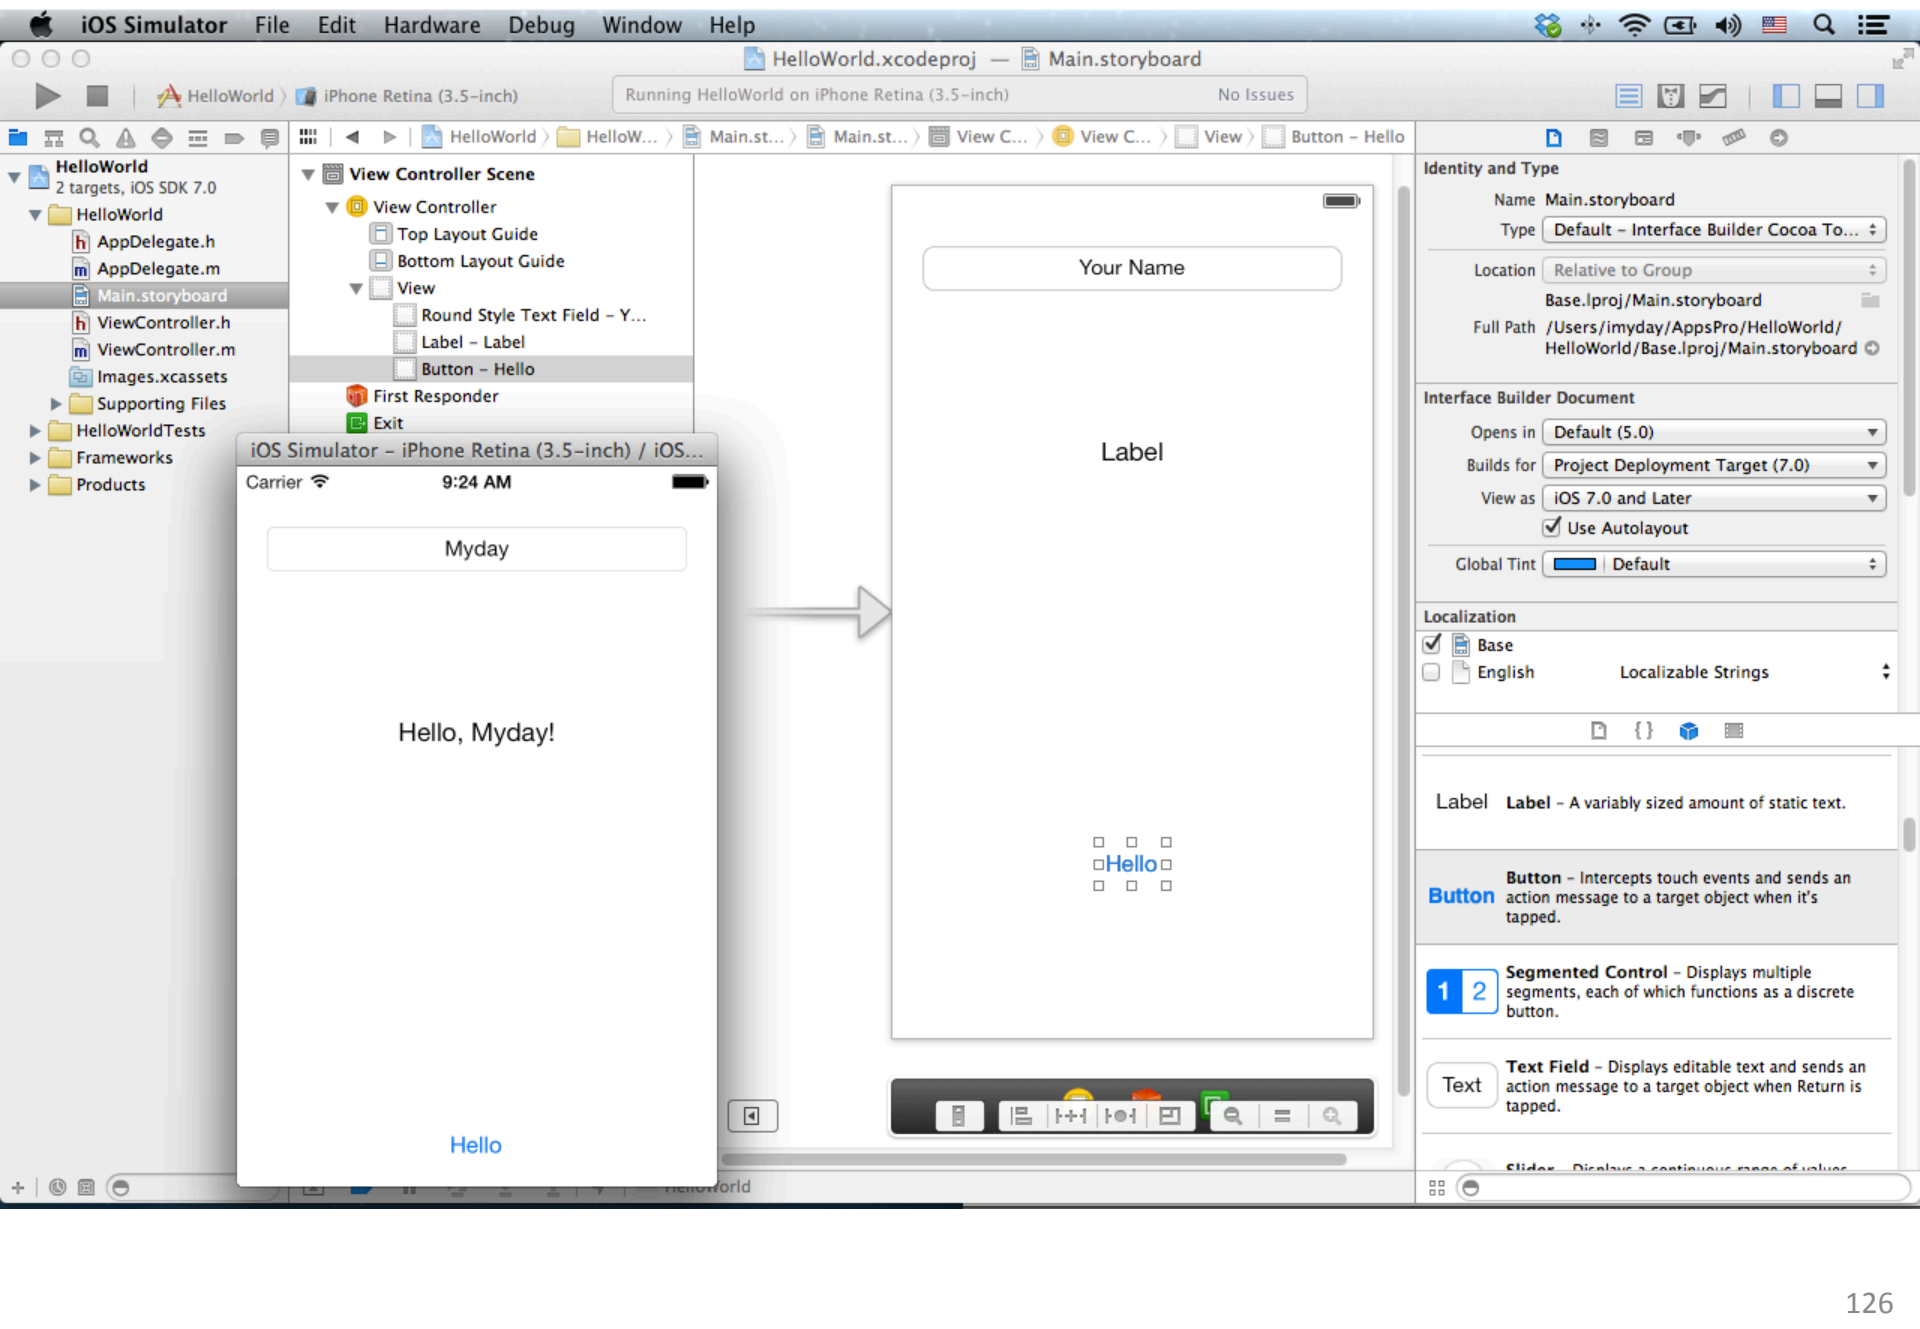 iOS Simulator File Edit Hardware Debug Window Help
HelloWorld.xcodeproj — Main.storyboard
HelloWorld iPhone Retina (3.5-inch)
Running HelloWorld on iPhone Retina (3.5-inch) No Issues
HelloWorld HelloW... Main.st... Main.st... View C... View C... View Button - Hello
HelloWorld
2 targets, iOS SDK 7.0
HelloWorld
h AppDelegate.h
m AppDelegate.m
Main.storyboard
h ViewController.h
m ViewController.m
Images.xcassets
Supporting Files
HelloWorldTests
Frameworks
Products
View Controller Scene
View Controller
Top Layout Guide
Bottom Layout Guide
View
Round Style Text Field - Y...
Label - Label
Button - Hello
First Responder
Exit
iOS Simulator - iPhone Retina (3.5-inch) / iOS...
Carrier 9:24 AM
Myday
Hello, Myday!
Hello
Your Name
Label
Hello
HelloWorld
Identity and Type
Name Main.storyboard
Type Default - Interface Builder Cocoa To...
Location Relative to Group
Base.lproj/Main.storyboard
Full Path /Users/imyday/AppsPro/HelloWorld/
HelloWorld/Base.lproj/Main.storyboard
Interface Builder Document
Opens in Default (5.0)
Builds for Project Deployment Target (7.0)
View as iOS 7.0 and Later
Use Autolayout
Global Tint Default
Localization
Base
English Localizable Strings
{ }
Label Label - A variably sized amount of static text.
Button Button - Intercepts touch events and sends an
action message to a target object when it's
tapped.
1 2 Segmented Control - Displays multiple
segments, each of which functions as a discrete
button.
Text Text Field - Displays editable text and sends an
action message to a target object when Return is
tapped.
Slider - Displays a continuous range of values
126